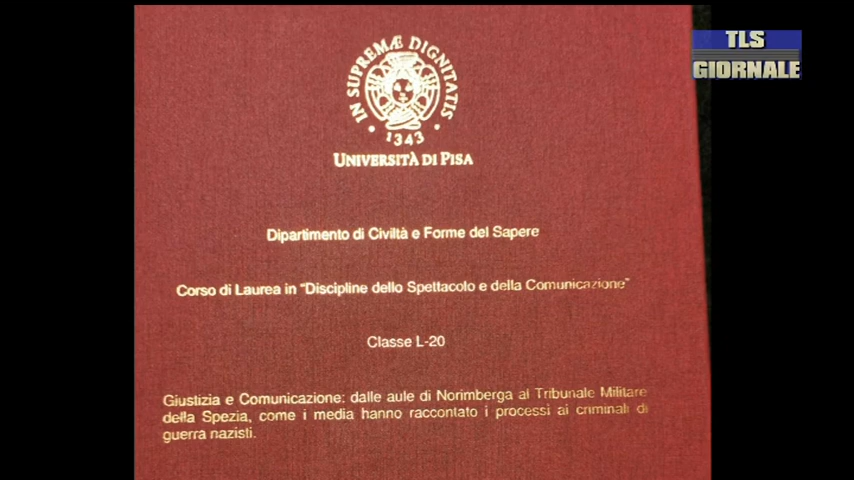 TLS
GIORNALE
IN SUPREMÆ DIGNITATIS
• 1343 •
UNIVERSITÀ DI PISA
Dipartimento di Civiltà e Forme del Sapere
Corso di Laurea in "Discipline dello Spettacolo e della Comunicazione"
Classe L-20
Giustizia e Comunicazione: dalle aule di Norimberga al Tribunale Militare
della Spezia, come i media hanno raccontato i processi ai criminali di
guerra nazisti.